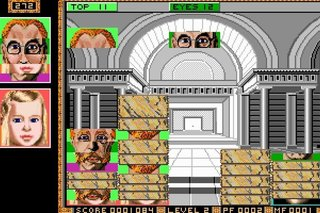 272
TOP 11 EYES 12
SCORE 0001084 LEVEL 2 PF 0002 MF 0001